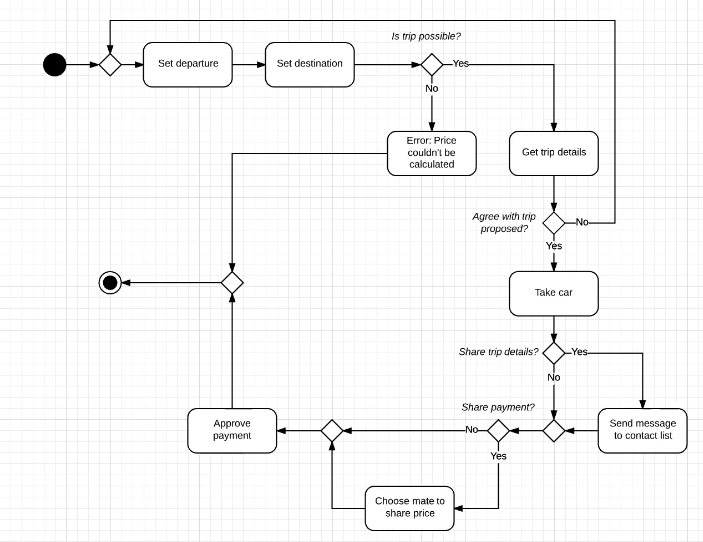 Is trip possible?
Set departure
Set destination
Yes
No
Error: Price
couldn't be
calculated
Get trip details
Agree with trip
proposed?
No
Yes
Take car
Share trip details?
Yes
No
Share payment?
Approve
payment
No
Send message
to contact list
Yes
Choose mate to
share price